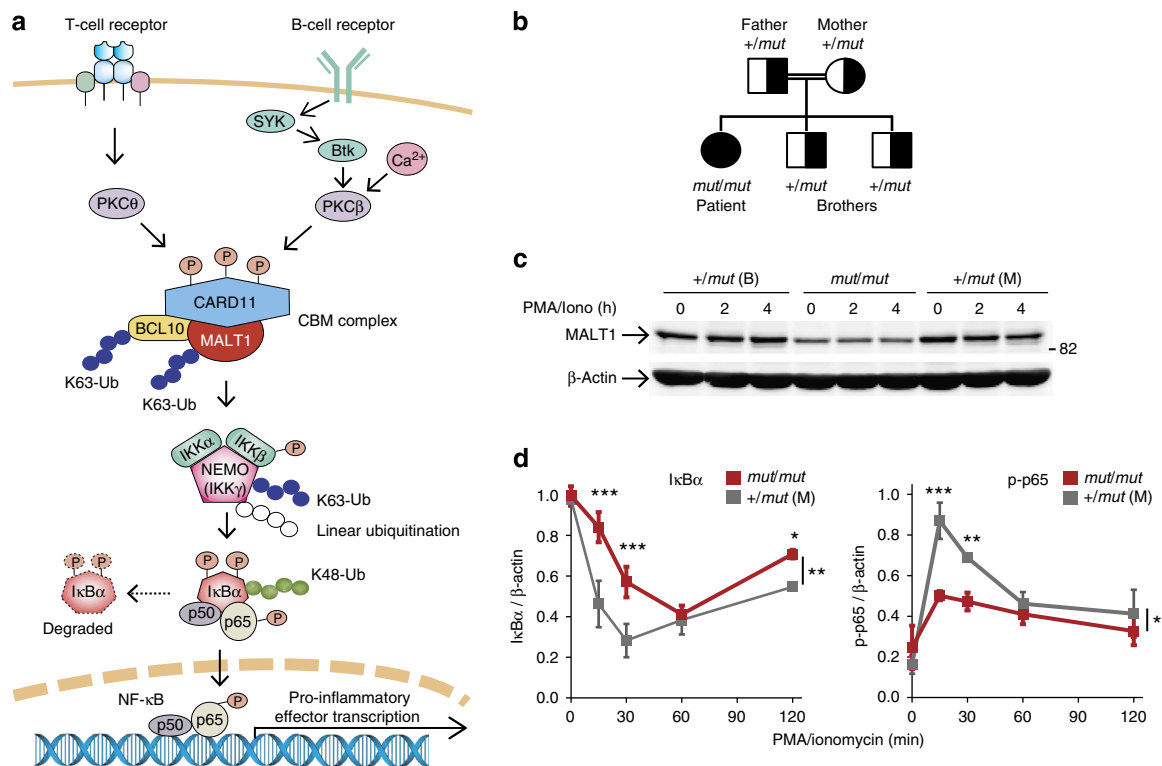 a
T-cell receptor
B-cell receptor
SYK
Btk
Ca²⁺
PKCθ
PKCβ
P
P
P
CARD11
BCL10
MALT1
CBM complex
K63-Ub
K63-Ub
IKKα
IKKβ
P
NEMO
(IKKγ)
K63-Ub
Linear ubiquitination
P P
P P
K48-Ub
IκBα
IκBα
p50
p65
P
Degraded
NF-κB
P
p50
p65
Pro-inflammatory
effector transcription
b
Father
+/mut
Mother
+/mut
mut/mut
+/mut
+/mut
Patient
Brothers
c
+/mut (B)
mut/mut
+/mut (M)
PMA/Iono (h)
0 2 4 0 2 4 0 2 4
MALT1
82
β-Actin
d
IκBα
mut/mut
+/mut (M)
IκBα / β-actin
1.0
0.8
0.6
0.4
0.2
0.0
***
***
*
**
0 30 60 90 120
p-p65
mut/mut
+/mut (M)
p-p65 / β-actin
1.0
0.8
0.6
0.4
0.2
0.0
***
**
*
0 30 60 90 120
PMA/ionomycin (min)